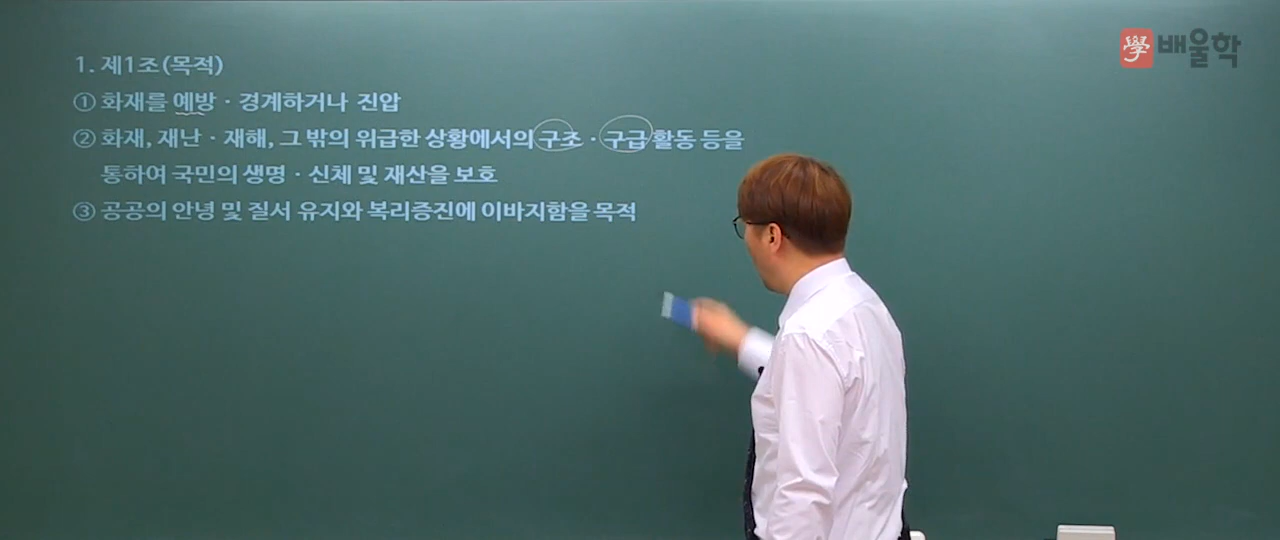 學 배울학
1. 제1조(목적)
① 화재를 예방 · 경계하거나 진압
② 화재, 재난 · 재해, 그 밖의 위급한 상황에서의 구조 · 구급 활동 등을
통하여 국민의 생명 · 신체 및 재산을 보호
③ 공공의 안녕 및 질서 유지와 복리증진에 이바지함을 목적